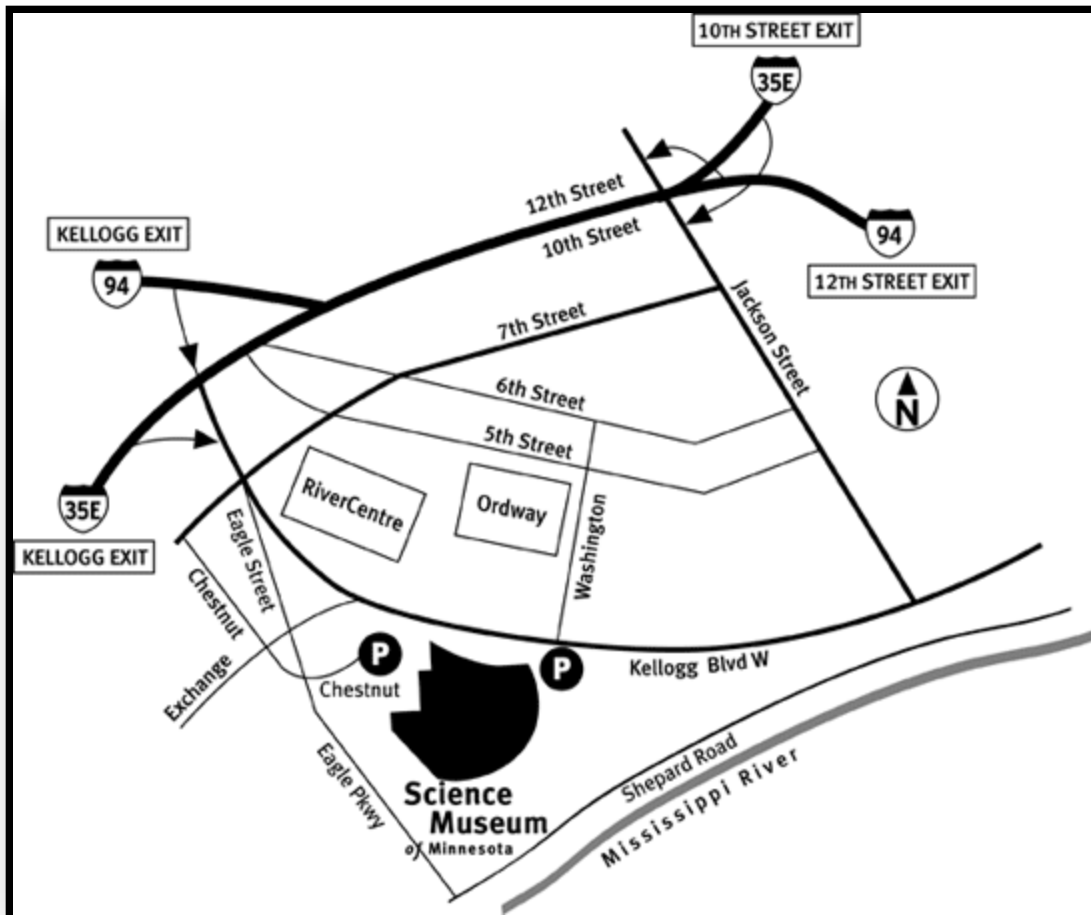 10TH STREET EXIT
35E
12th Street
10th Street
KELLOGG EXIT
94
94
12TH STREET EXIT
7th Street
Jackson Street
6th Street
N
5th Street
35E
KELLOGG EXIT
RiverCentre
Ordway
Eagle Street
Washington
Chestnut
P
P
Kellogg Blvd W
Exchange
Chestnut
Eagle Pkwy
Shepard Road
Mississippi River
Science
Museum
of Minnesota